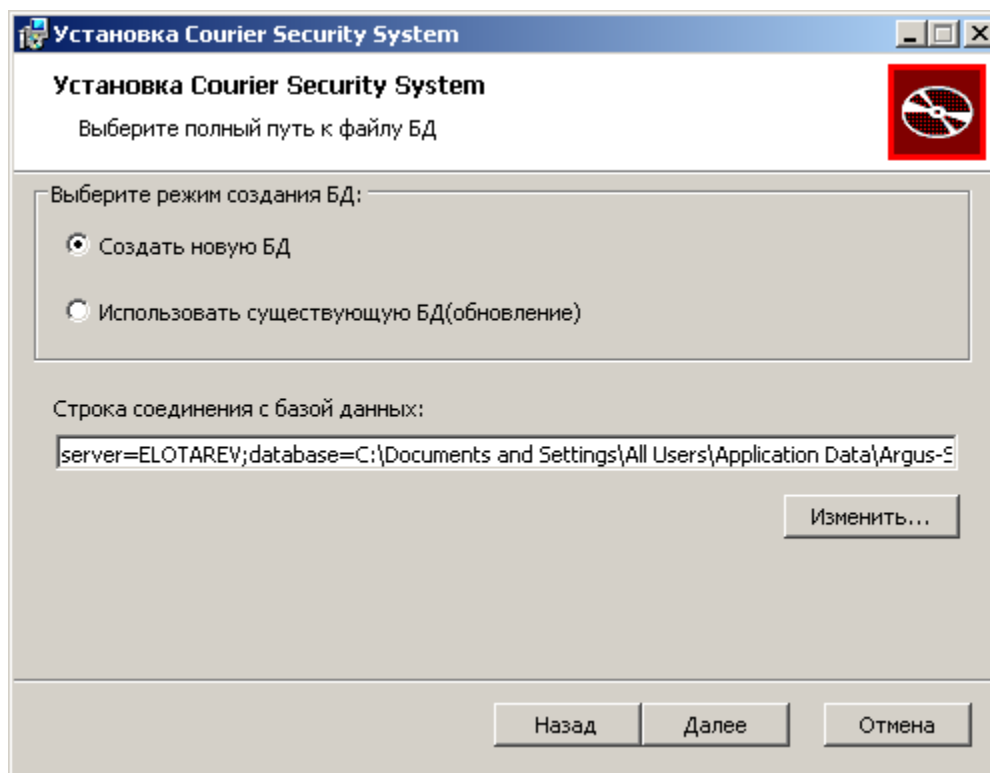 Установка Courier Security System
Установка Courier Security System
Выберите полный путь к файлу БД
Выберите режим создания БД:
Создать новую БД
Использовать существующую БД(обновление)
Строка соединения с базой данных:
server=ELOTAREV;database=C:\Documents and Settings\All Users\Application Data\Argus-S
Изменить...
Назад Далее Отмена